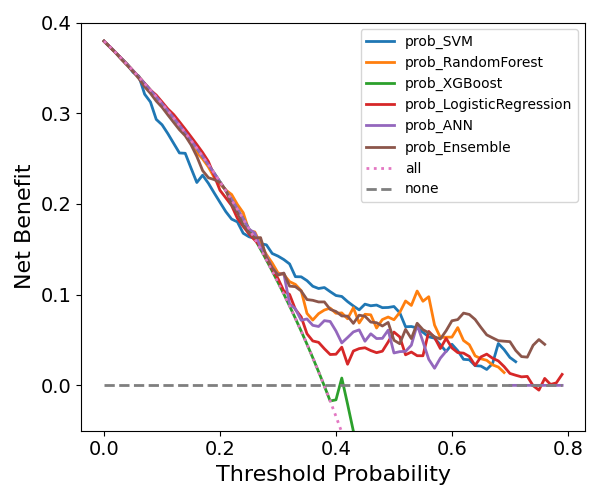 0.4
0.3
0.2
0.1
0.0
Net Benefit
prob_SVM
prob_RandomForest
prob_XGBoost
prob_LogisticRegression
prob_ANN
prob_Ensemble
all
none
0.0 0.2 0.4 0.6 0.8
Threshold Probability